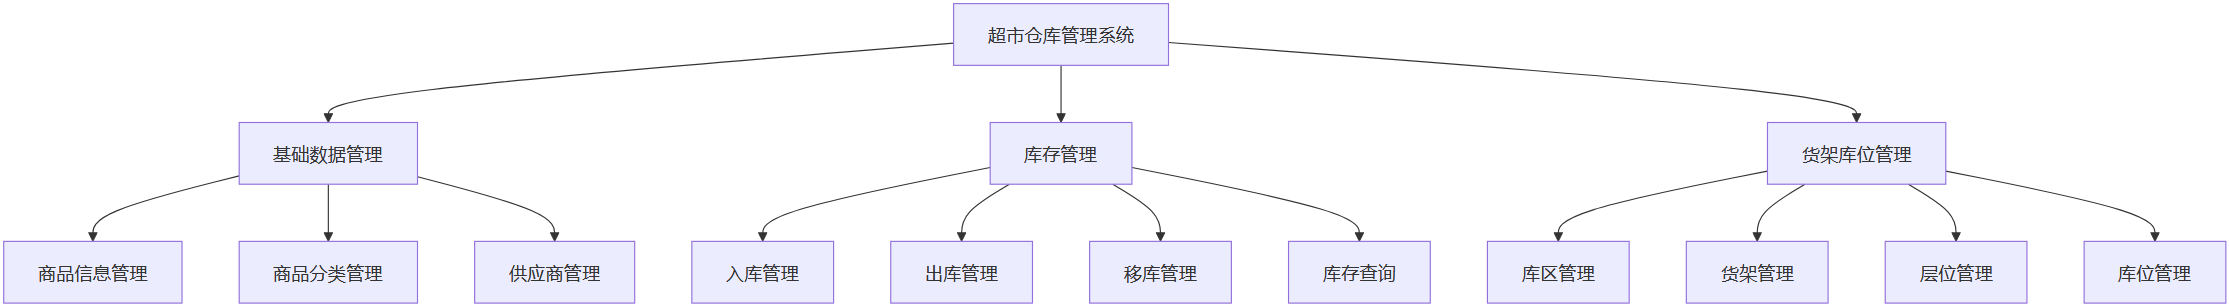 超市仓库管理系统
基础数据管理
库存管理
货架库位管理
商品信息管理
商品分类管理
供应商管理
入库管理
出库管理
移库管理
库存查询
库区管理
货架管理
层位管理
库位管理